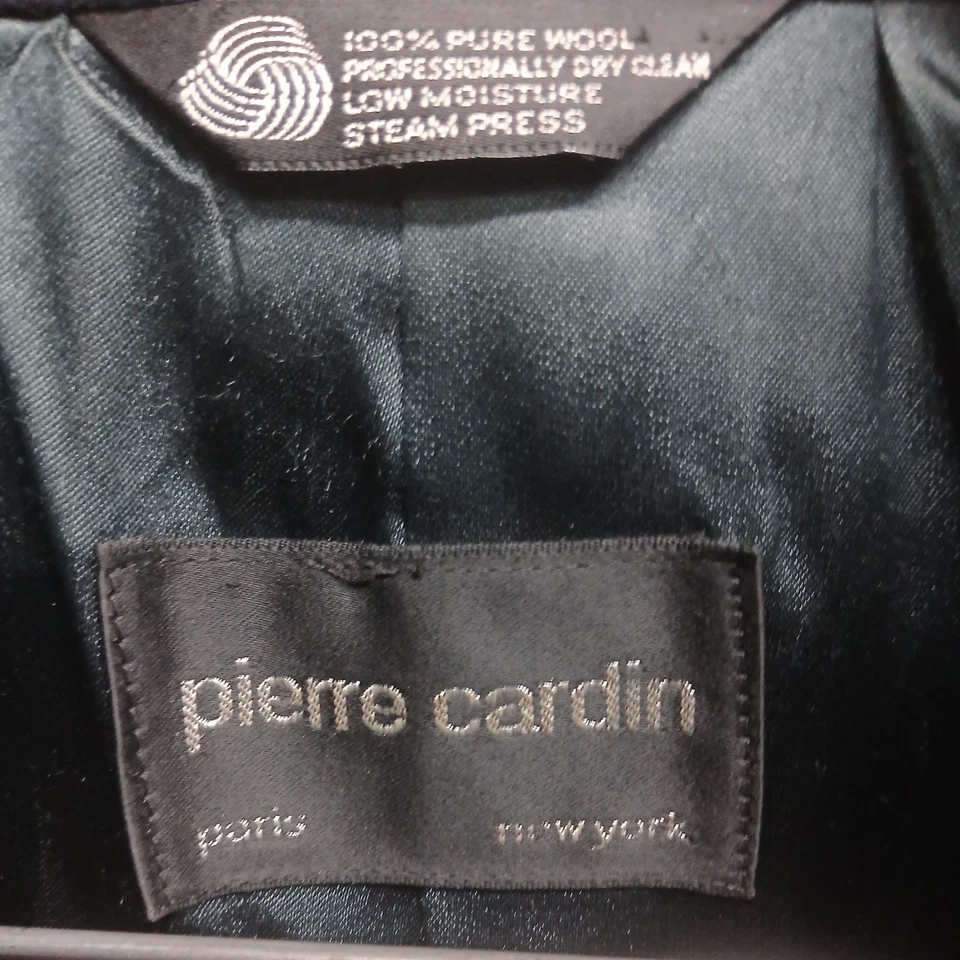 100% PURE WOOL
PROFESSIONALLY DRY CLEAN
LOW MOISTURE
STEAM PRESS
pierre cardin
paris new york